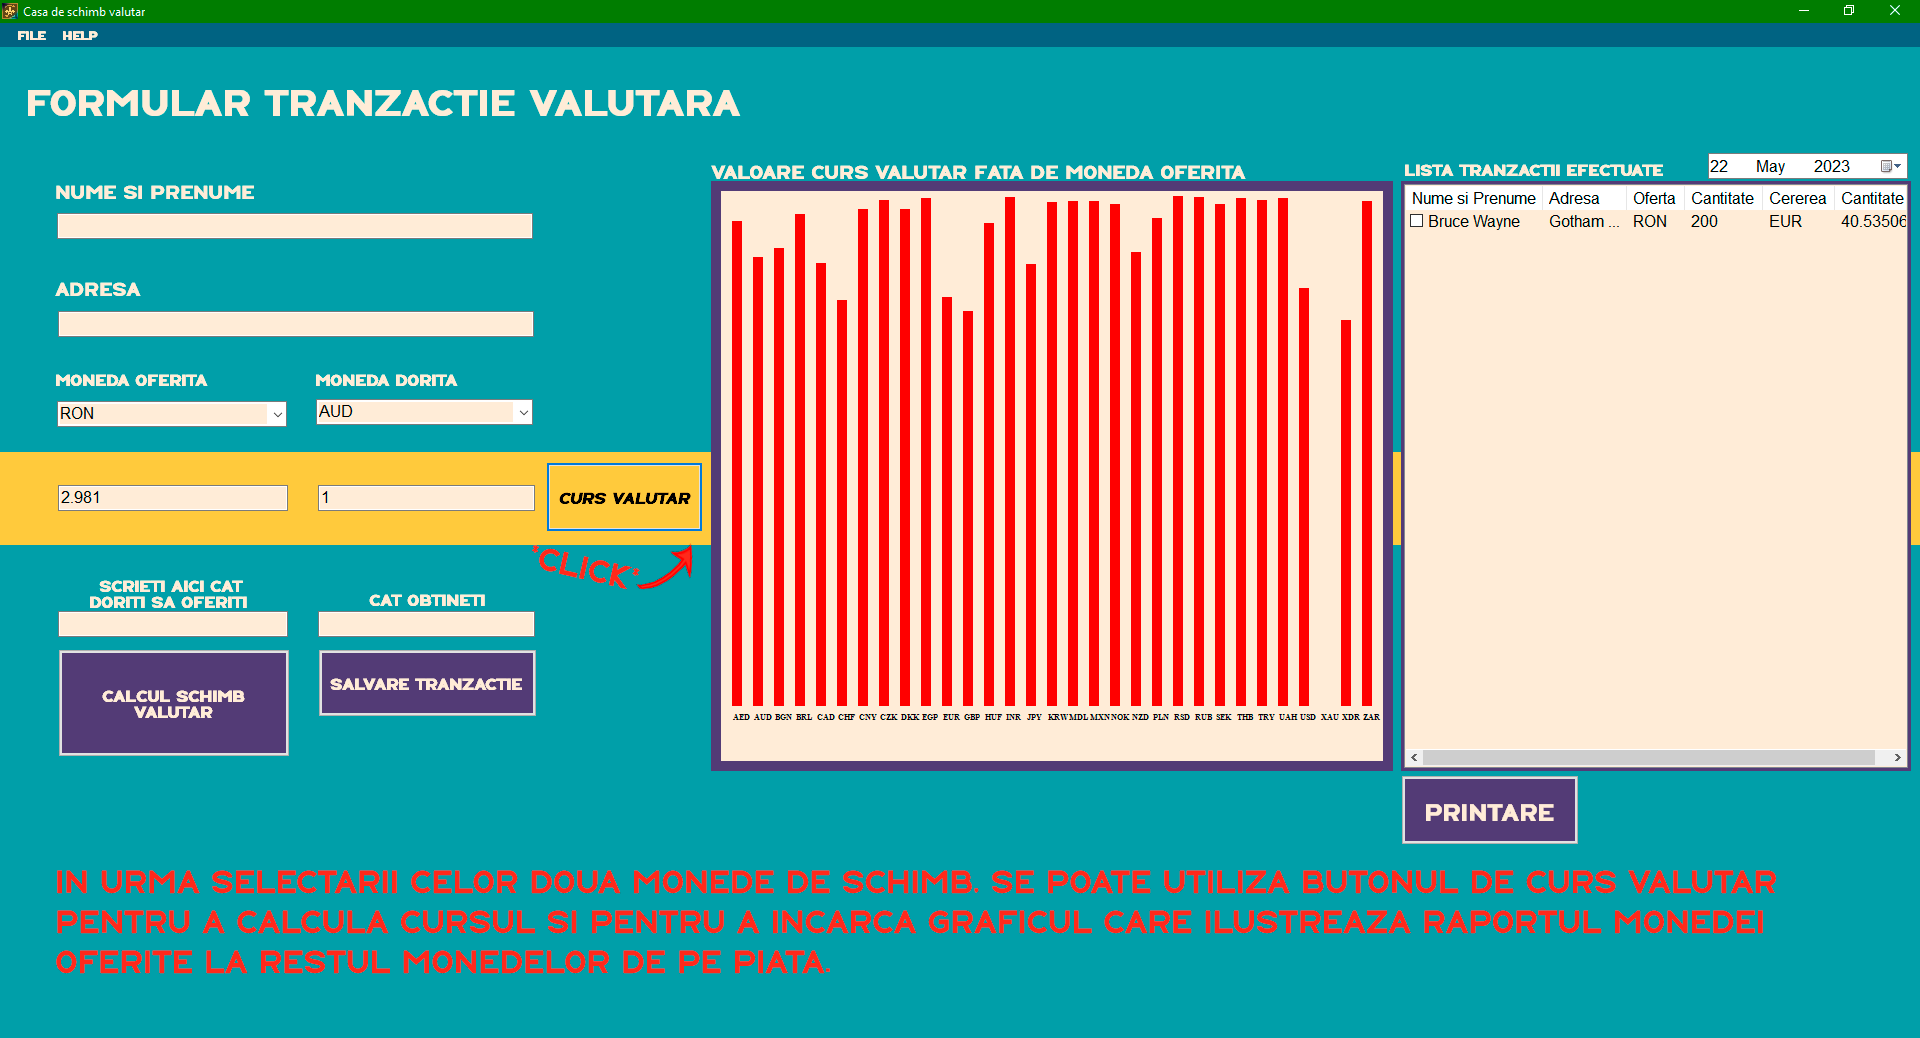 Casa de schimb valutar
FILE HELP
FORMULAR TRANZACTIE VALUTARA
NUME SI PRENUME
ADRESA
MONEDA OFERITA MONEDA DORITA
RON AUD
2.981 1 CURS VALUTAR
"CLICK"
SCRIETI AICI CAT
DORITI SA OFERITI
CAT OBTINETI
CALCUL SCHIMB
VALUTAR
SALVARE TRANZACTIE
VALOARE CURS VALUTAR FATA DE MONEDA OFERITA
AED AUD BGN BRL CAD CHF CNY CZK DKK EGP EUR GBP HUF INR JPY KRW MDL MXN NOK NZD PLN RSD RUB SEK THB TRY UAH USD XAU XDR ZAR
LISTA TRANZACTII EFECTUATE
22 May 2023
Nume si Prenume Adresa Oferta Cantitate Cererea Cantitate
Bruce Wayne Gotham ... RON 200 EUR 40.53506
PRINTARE
IN URMA SELECTARII CELOR DOUA MONEDE DE SCHIMB, SE POATE UTILIZA BUTONUL DE CURS VALUTAR
PENTRU A CALCULA CURSUL SI PENTRU A INCARCA GRAFICUL CARE ILUSTREAZA RAPORTUL MONEDEI
OFERITE LA RESTUL MONEDELOR DE PE PIATA.